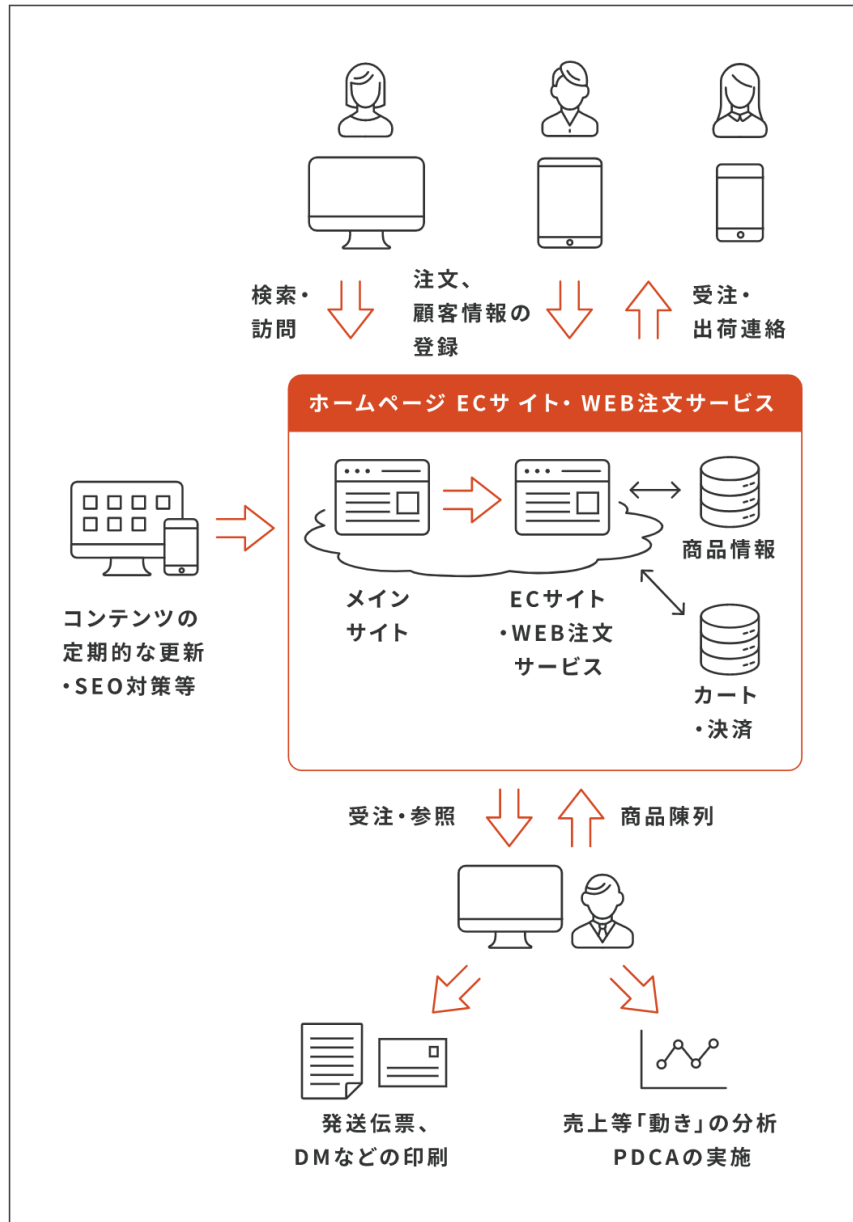 検索・
訪問
注文、
顧客情報の
登録
受注・
出荷連絡
ホームページ ECサイト・WEB注文サービス
商品情報
メイン
サイト
ECサイト
・WEB注文
サービス
カート
・決済
コンテンツの
定期的な更新
・SEO対策等
受注・参照
商品陳列
発送伝票、
DMなどの印刷
売上等「動き」の分析
PDCAの実施